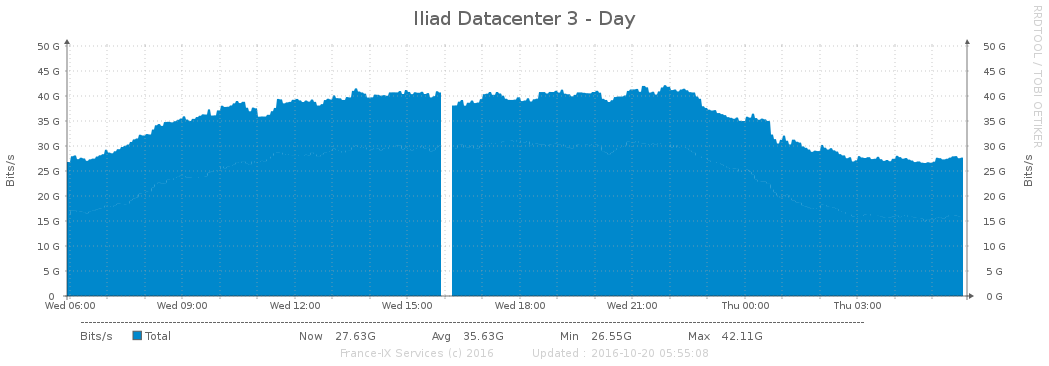 Iliad Datacenter 3 - Day
RRDTOOL / TOBI OETIKER
Bits/s
50 G 50 G
45 G 45 G
40 G 40 G
35 G 35 G
30 G 30 G
25 G 25 G
20 G 20 G
15 G 15 G
10 G 10 G
5 G 5 G
0 0 G
Bits/s
Wed 06:00 Wed 09:00 Wed 12:00 Wed 15:00 Wed 18:00 Wed 21:00 Thu 00:00 Thu 03:00
Bits/s Total Now 27.63G Avg 35.63G Min 26.55G Max 42.11G
France-IX Services (c) 2016 Updated : 2016-10-20 05:55:08